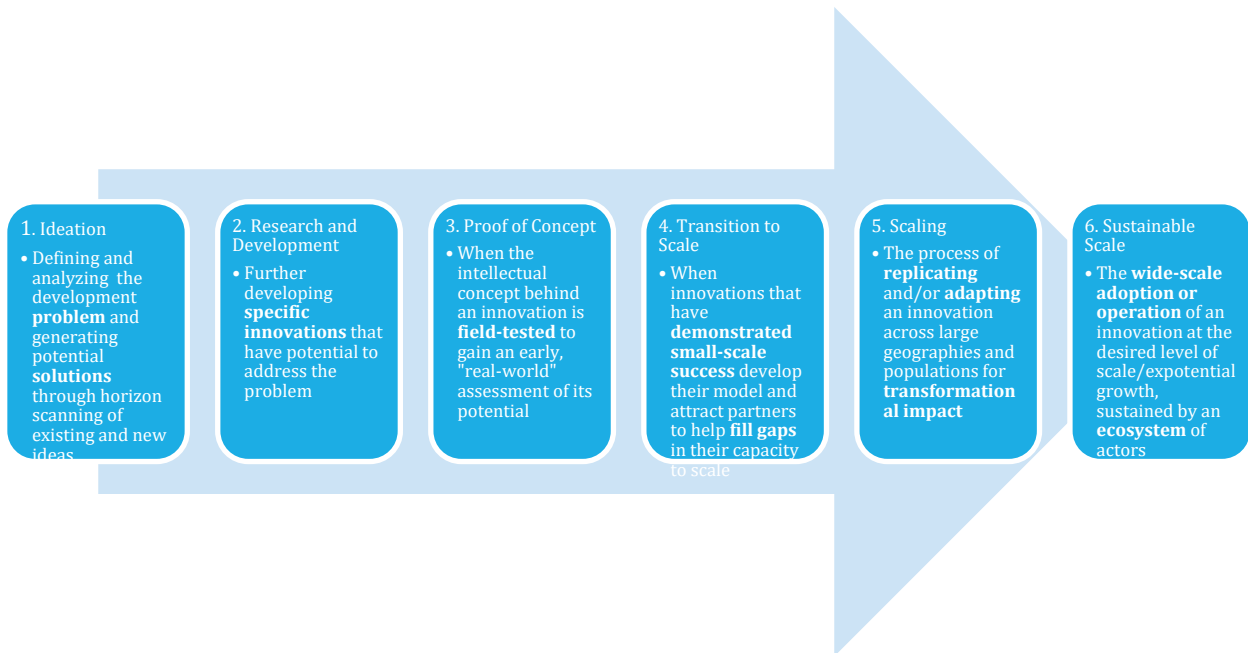 1. Ideation
• Defining and
analyzing the
development
problem and
generating
potential
solutions
through horizon
scanning of
existing and new
ideas
2. Research and
Development
• Further
developing
specific
innovations that
have potential to
address the
problem
3. Proof of Concept
• When the
intellectual
concept behind
an innovation is
field-tested to
gain an early,
"real-world"
assessment of its
potential
4. Transition to
Scale
• When
innovations that
have
demonstrated
small-scale
success develop
their model and
attract partners
to help fill gaps
in their capacity
to scale
5. Scaling
• The process of
replicating
and/or adapting
an innovation
across large
geographies and
populations for
transformation
al impact
6. Sustainable
Scale
• The wide-scale
adoption or
operation of an
innovation at the
desired level of
scale/expotential
growth,
sustained by an
ecosystem of
actors